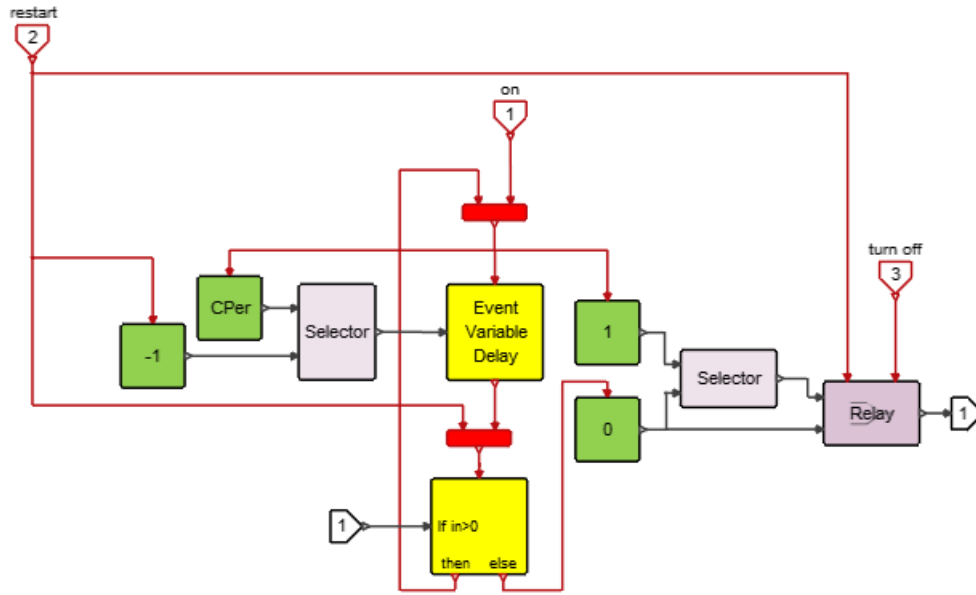 restart
2
on
1
turn off
3
CPer
Selector
Event
Variable
Delay
-1
1
Selector
0
Relay
1
1
If in>0
then else